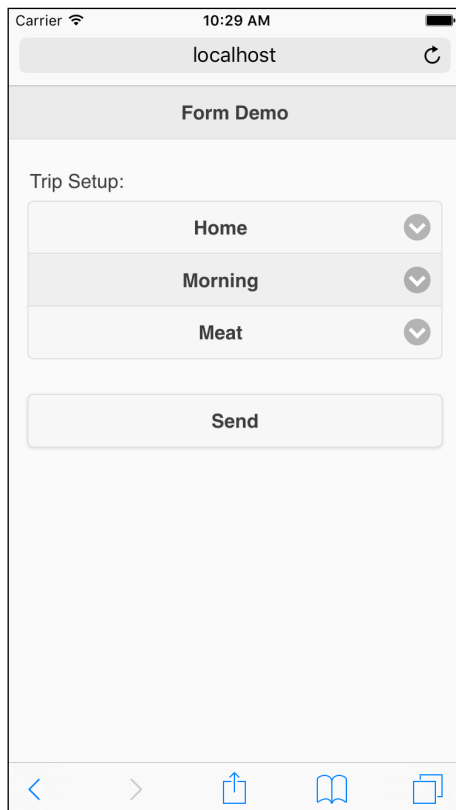 Carrier 10:29 AM
localhost
Form Demo
Trip Setup:
Home
Morning
Meat
Send